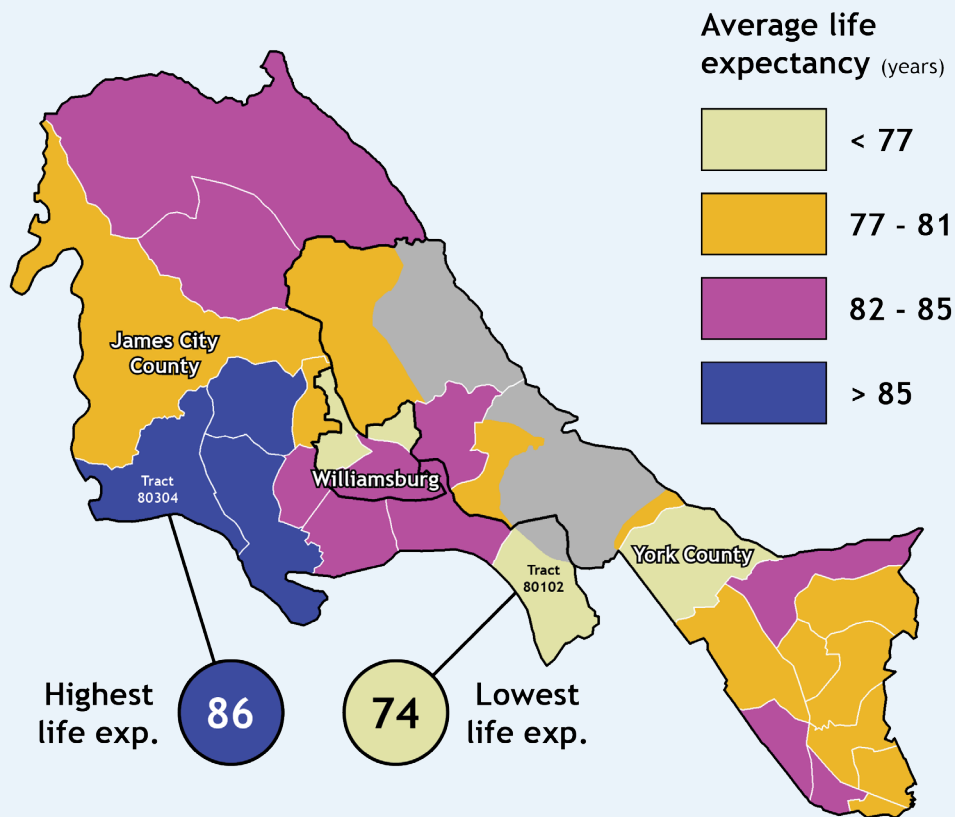 Average life
expectancy (years)
< 77
77 - 81
82 - 85
> 85
James City
County
Tract
80304
Williamsburg
York County
Tract
80102
Highest
life exp.
86
74
Lowest
life exp.